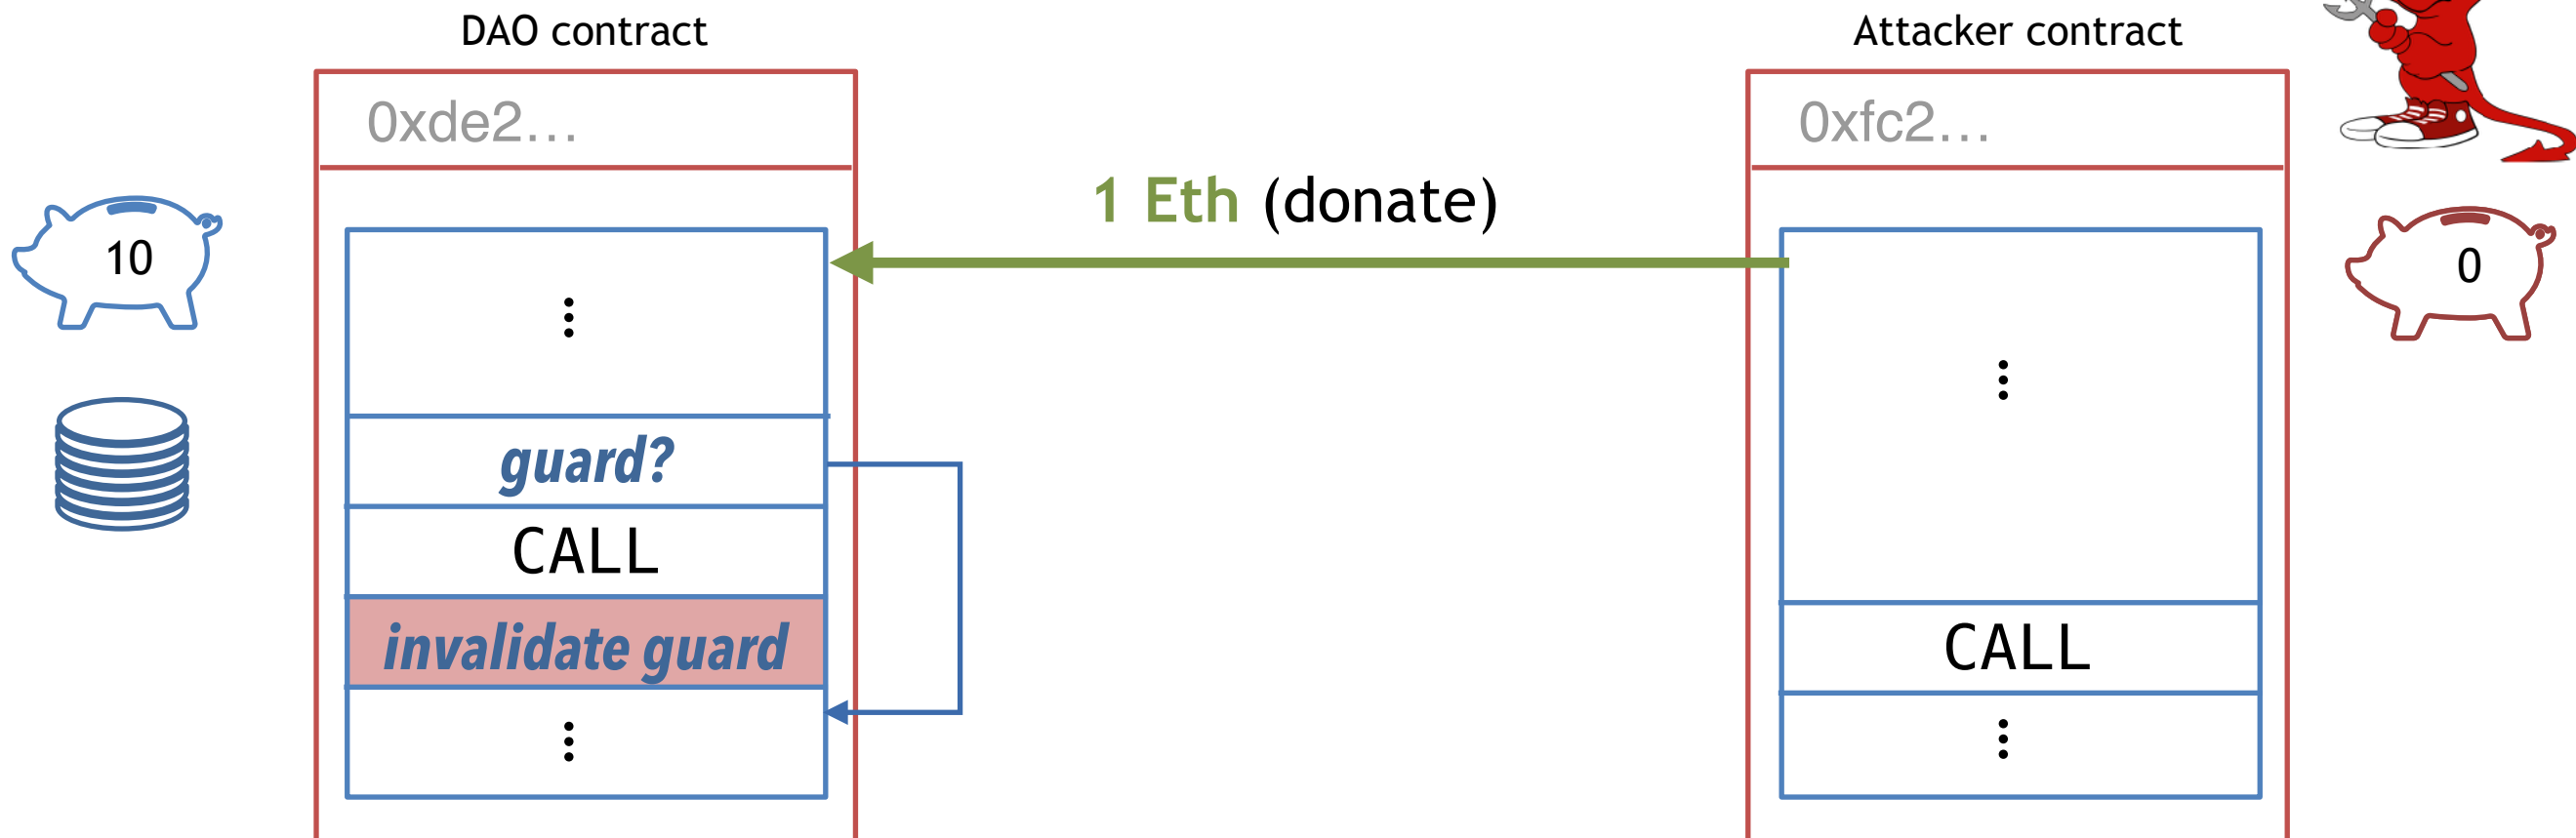 DAO contract
Attacker contract
0xde2...
0xfc2...
1 Eth (donate)
10
0
guard?
CALL
invalidate guard
CALL